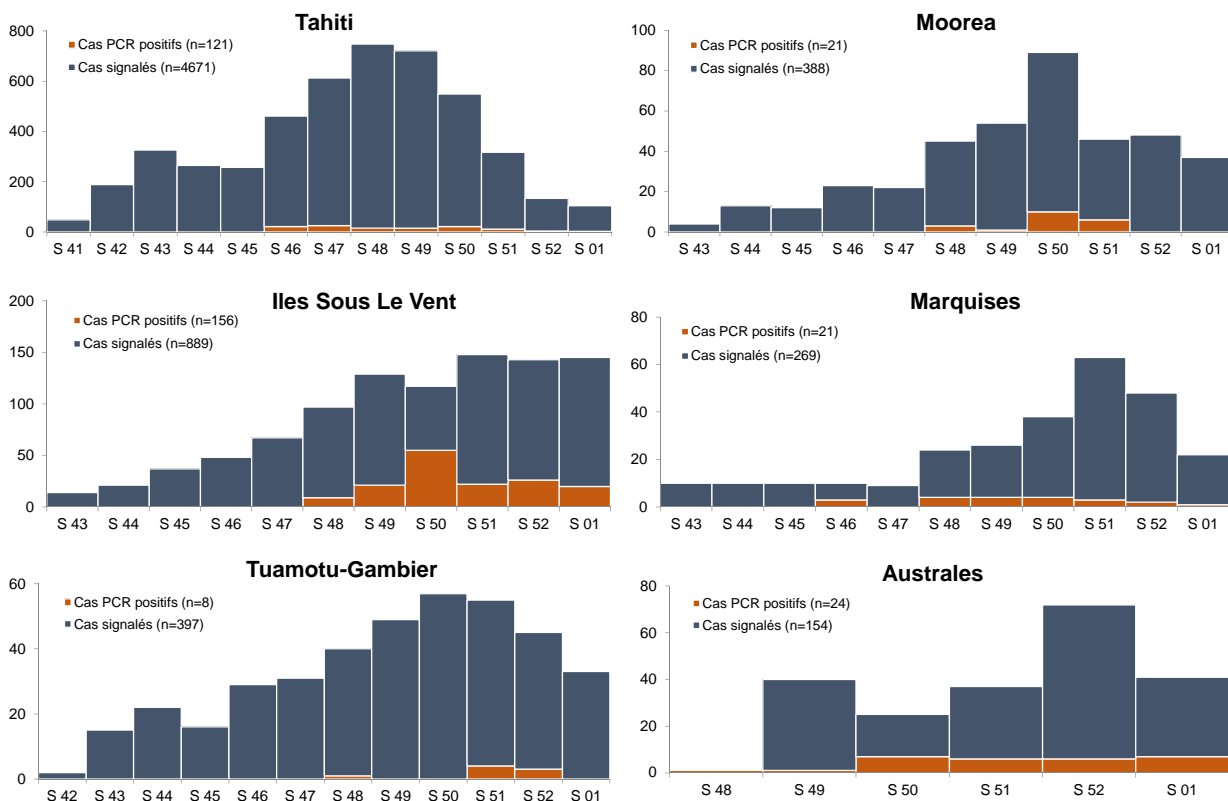 Tahiti
Cas PCR positifs (n=121)
Cas signalés (n=4671)
800
600
400
200
0
S 41 S 42 S 43 S 44 S 45 S 46 S 47 S 48 S 49 S 50 S 51 S 52 S 01
Moorea
Cas PCR positifs (n=21)
Cas signalés (n=388)
100
80
60
40
20
0
S 43 S 44 S 45 S 46 S 47 S 48 S 49 S 50 S 51 S 52 S 01
Iles Sous Le Vent
Cas PCR positifs (n=156)
Cas signalés (n=889)
200
150
100
50
0
S 43 S 44 S 45 S 46 S 47 S 48 S 49 S 50 S 51 S 52 S 01
Marquises
Cas PCR positifs (n=21)
Cas signalés (n=269)
80
60
40
20
0
S 43 S 44 S 45 S 46 S 47 S 48 S 49 S 50 S 51 S 52 S 01
Tuamotu-Gambier
Cas PCR positifs (n=8)
Cas signalés (n=397)
60
40
20
0
S 42 S 43 S 44 S 45 S 46 S 47 S 48 S 49 S 50 S 51 S 52 S 01
Australes
Cas PCR positifs (n=24)
Cas signalés (n=154)
80
60
40
20
0
S 48 S 49 S 50 S 51 S 52 S 01